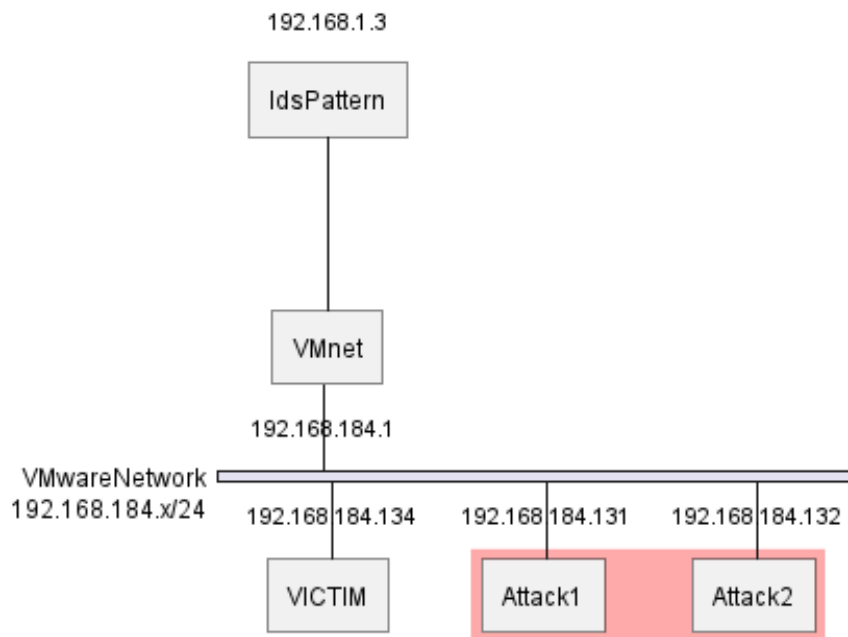 192.168.1.3
IdsPattern
VMnet
192.168.184.1
VMwareNetwork
192.168.184.x/24
192.168.184.134
192.168.184.131
192.168.184.132
VICTIM
Attack1
Attack2